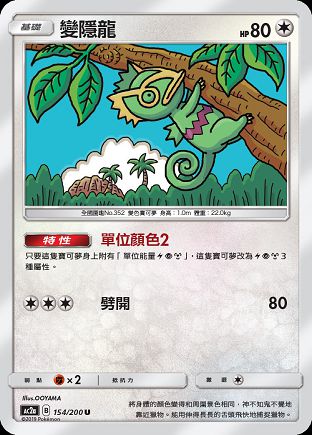 基礎 變隱龍 HP 80
全國圖鑑No.352 變色寶可夢 身高：1.0m 體重：22.0kg
特性 單位顏色2
只要這隻寶可夢身上附有「單位能量」，這隻寶可夢改為
3種屬性。
劈開 80
弱點 ×2 抵抗力 撤退
Illus.OOYAMA
AC2a B 154/200 U
©2019 Pokémon
將身體的顏色變得和周圍景色相同，神不知鬼不覺地
靠近獵物。能用伸得長長的舌頭飛快地捕捉獵物。